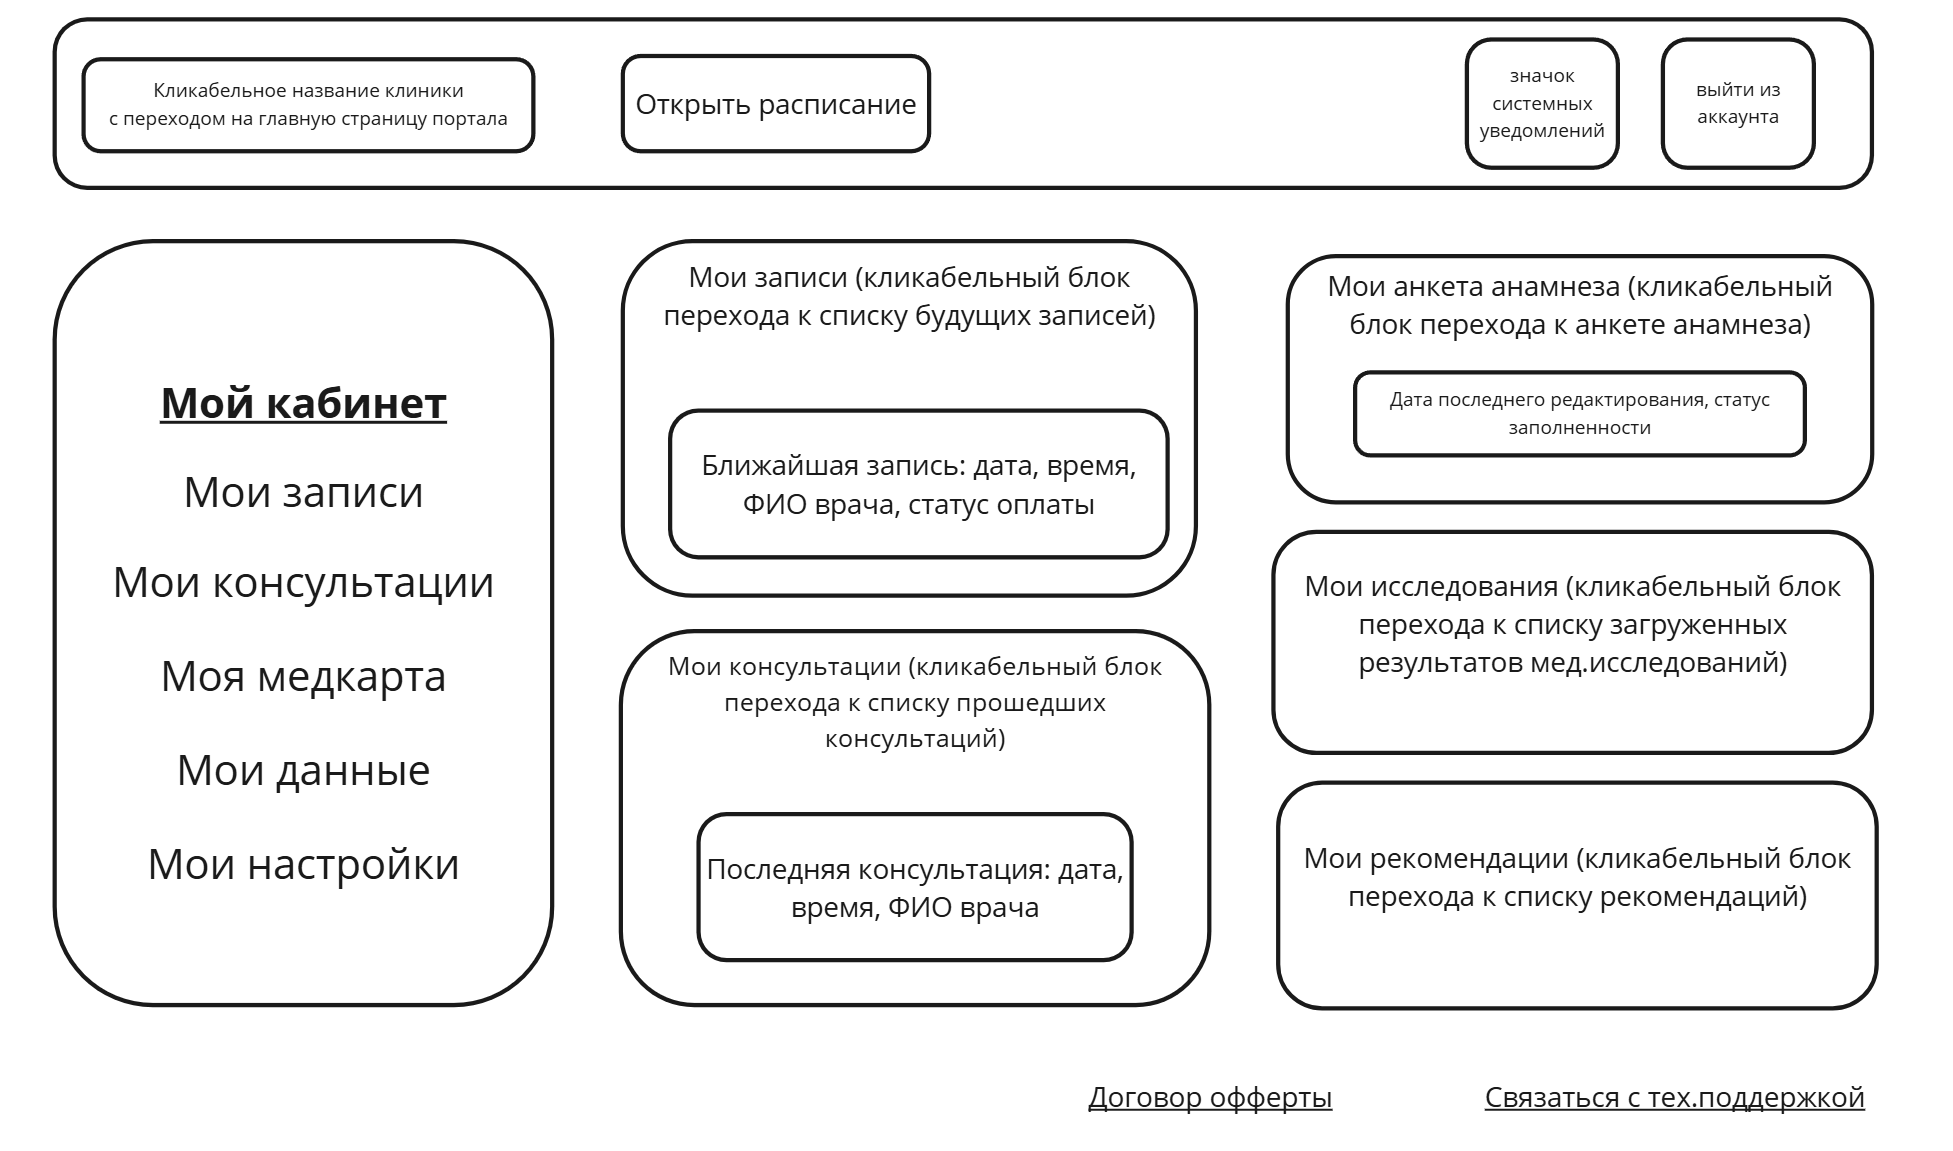 Кликабельное название клиники
с переходом на главную страницу портала
Открыть расписание
значок
системных
уведомлений
выйти из
аккаунта
Мой кабинет
Мои записи
Мои консультации
Моя медкарта
Мои данные
Мои настройки
Мои записи (кликабельный блок
перехода к списку будущих записей)
Ближайшая запись: дата, время,
ФИО врача, статус оплаты
Мои консультации (кликабельный блок
перехода к списку прошедших
консультаций)
Последняя консультация: дата,
время, ФИО врача
Мои анкета анамнеза (кликабельный
блок перехода к анкете анамнеза)
Дата последнего редактирования, статус
заполненности
Мои исследования (кликабельный блок
перехода к списку загруженных
результатов мед.исследований)
Мои рекомендации (кликабельный блок
перехода к списку рекомендаций)
Договор офферты
Связаться с тех.поддержкой